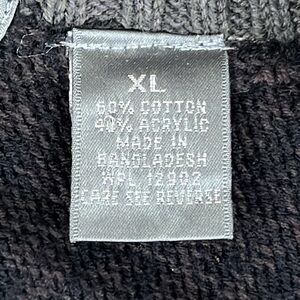 XL
60% COTTON
40% ACRYLIC
MADE IN
BANGLADESH
CARE SEE REVERSE